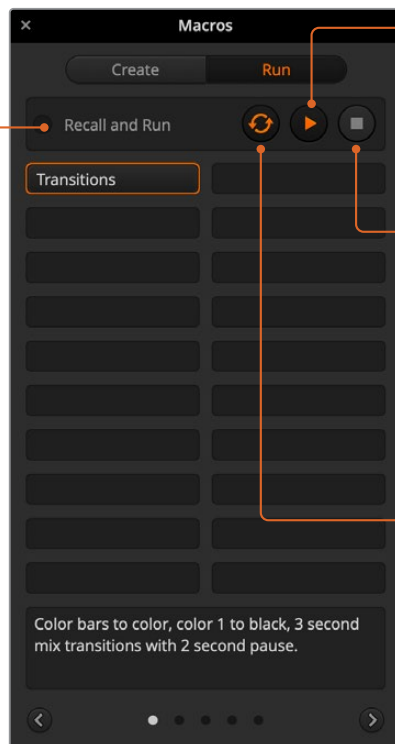 Macros
Create
Run
Recall and Run
Transitions
Color bars to color, color 1 to black, 3 second
mix transitions with 2 second pause.